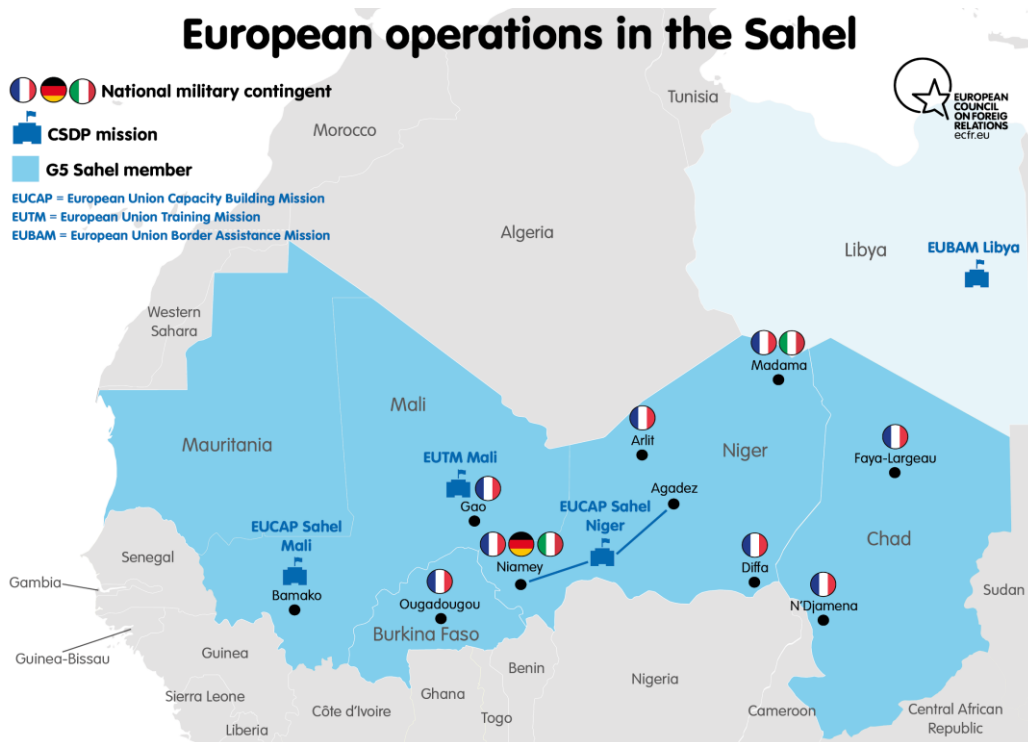 European operations in the Sahel
National military contingent
CSDP mission
G5 Sahel member
EUCAP = European Union Capacity Building Mission
EUTM = European Union Training Mission
EUBAM = European Union Border Assistance Mission
EUROPEAN
COUNCIL
ON FOREIG
RELATIONS
ecfr.eu
Tunisia
Morocco
Algeria
Libya
EUBAM Libya
Western
Sahara
Madama
Mali
Mauritania
Arlit
Niger
Faya-Largeau
EUTM Mali
Gao
Agadez
EUCAP Sahel
Niger
EUCAP Sahel
Mali
Chad
Senegal
Niamey
Diffa
Gambia
Bamako
Ougadougou
N'Djamena
Sudan
Burkina Faso
Guinea-Bissau
Guinea
Benin
Nigeria
Sierra Leone
Ghana
Côte d'Ivoire
Togo
Cameroon
Central African
Republic
Liberia